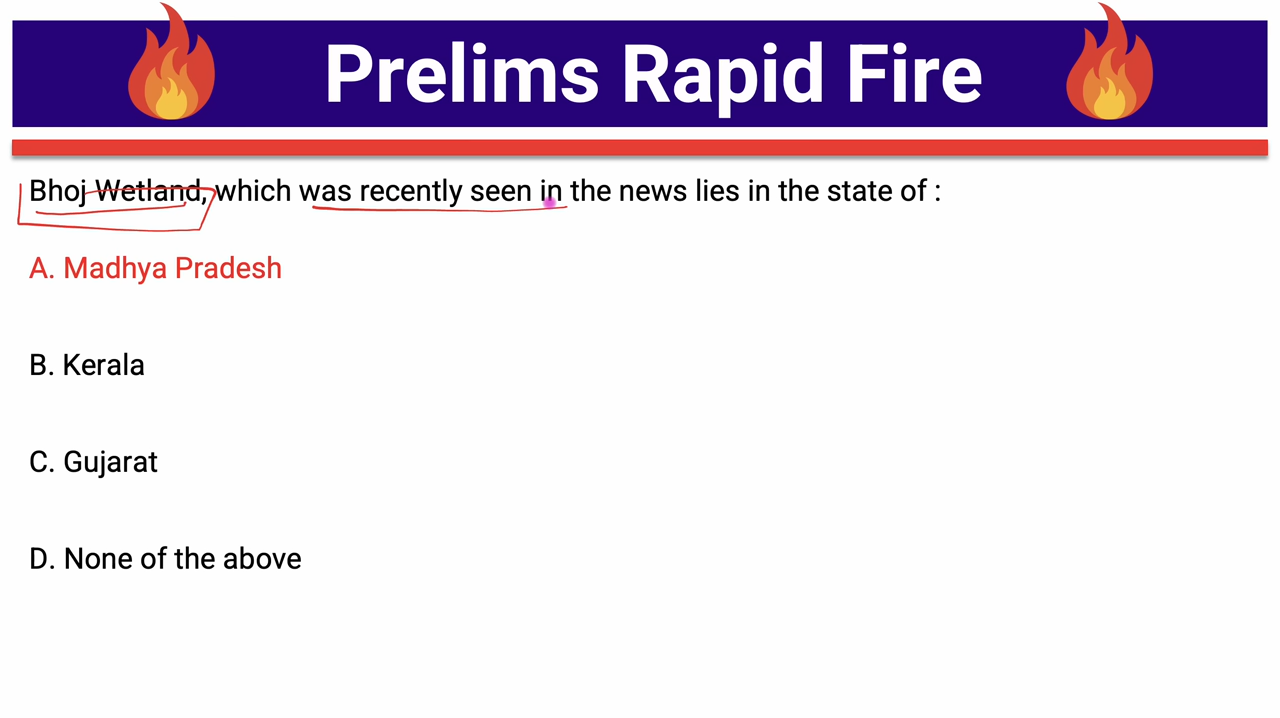 Prelims Rapid Fire
Bhoj Wetland, which was recently seen in the news lies in the state of :
A. Madhya Pradesh
B. Kerala
C. Gujarat
D. None of the above